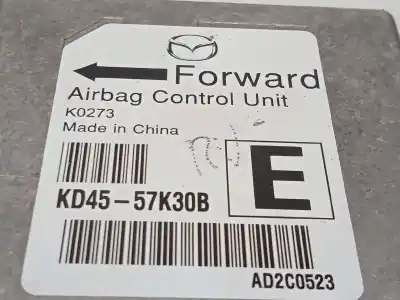 Forward
Airbag Control Unit
K0273
Made in China
KD45-57K30B
E
AD2C0523